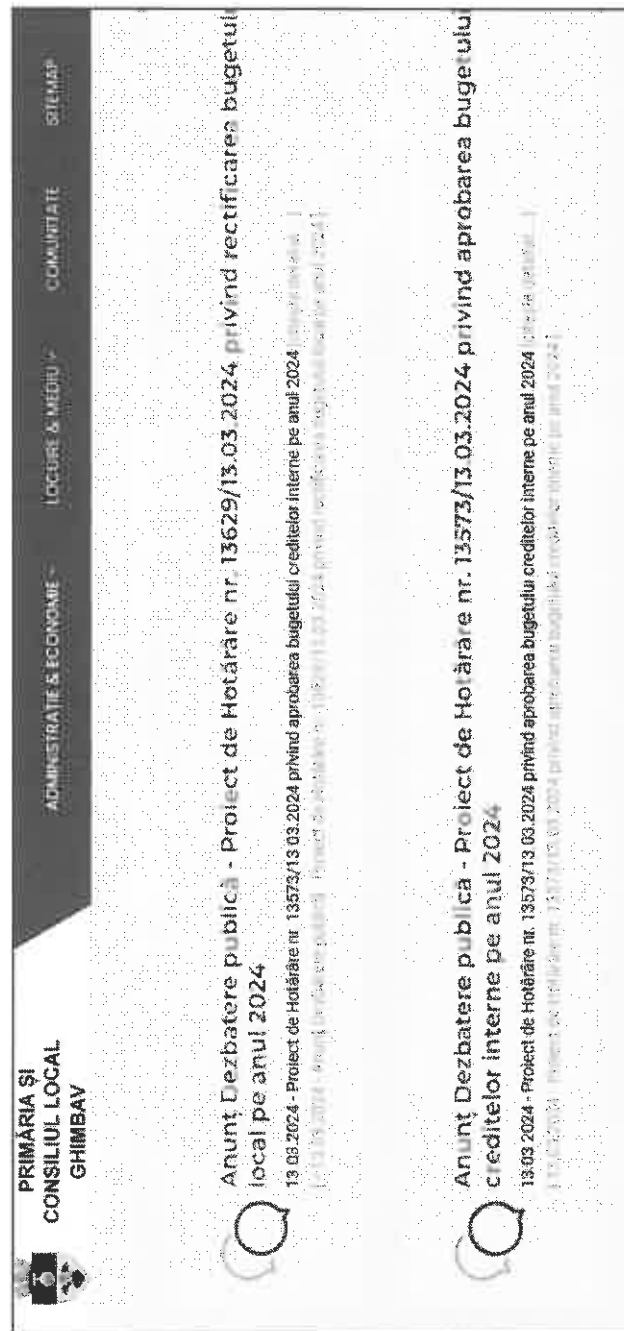 PRIMĂRIA ȘI
CONSILIUL LOCAL
GHIMBAV
ADMINISTRAȚIE & ECONOMIE
LOCUIRE & MEDIU
COMUNITATE
SITEMAP
Anunț Dezbatere publică - Proiect de Hotărâre nr. 13629/13.03.2024 privind rectificarea bugetului
local pe anul 2024
13.03.2024 - Proiect de Hotărâre nr. 13573/13.03.2024 privind aprobarea bugetului creditelor interne pe anul 2024
Anunț Dezbatere publică - Proiect de Hotărâre nr. 13573/13.03.2024 privind aprobarea bugetului
creditelor interne pe anul 2024
13.03.2024 - Proiect de Hotărâre nr. 13573/13.03.2024 privind aprobarea bugetului creditelor interne pe anul 2024